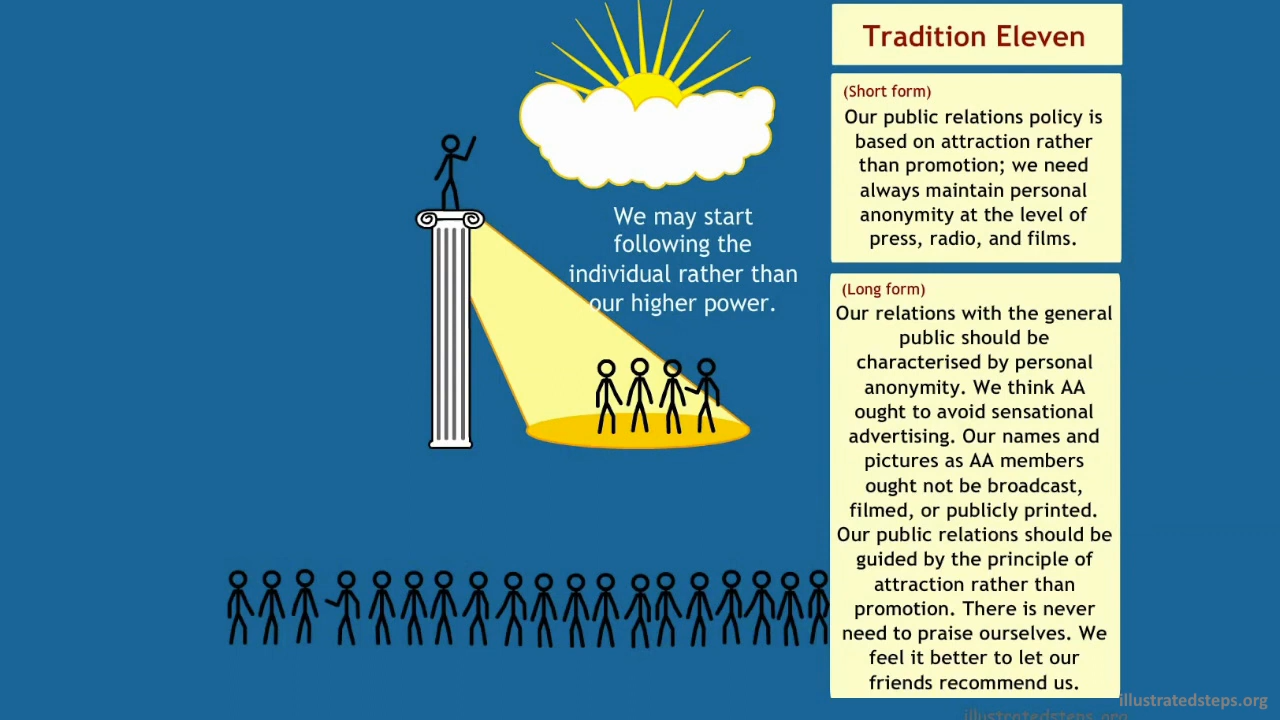 We may start
following the
individual rather than
our higher power.
Tradition Eleven
(Short form)
Our public relations policy is
based on attraction rather
than promotion; we need
always maintain personal
anonymity at the level of
press, radio, and films.
(Long form)
Our relations with the general
public should be
characterised by personal
anonymity. We think AA
ought to avoid sensational
advertising. Our names and
pictures as AA members
ought not be broadcast,
filmed, or publicly printed.
Our public relations should be
guided by the principle of
attraction rather than
promotion. There is never
need to praise ourselves. We
feel it better to let our
friends recommend us.
illustratedsteps.org
illustratedsteps.org